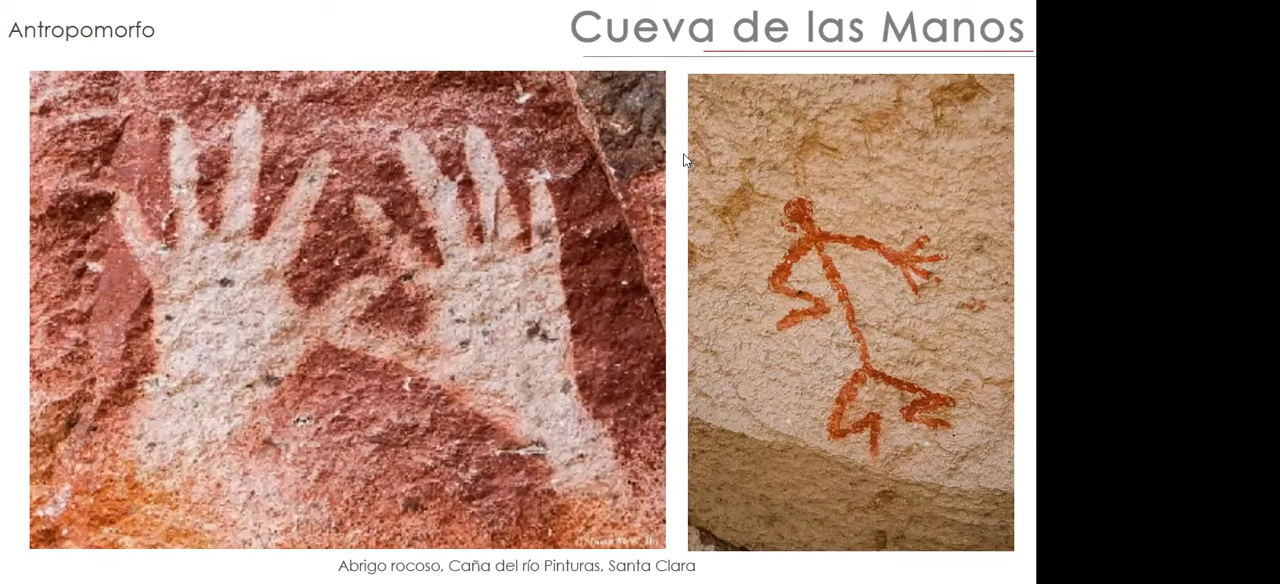 Antropomorfo
Cueva de las Manos
Abrigo rocoso, Caña del río Pinturas, Santa Clara